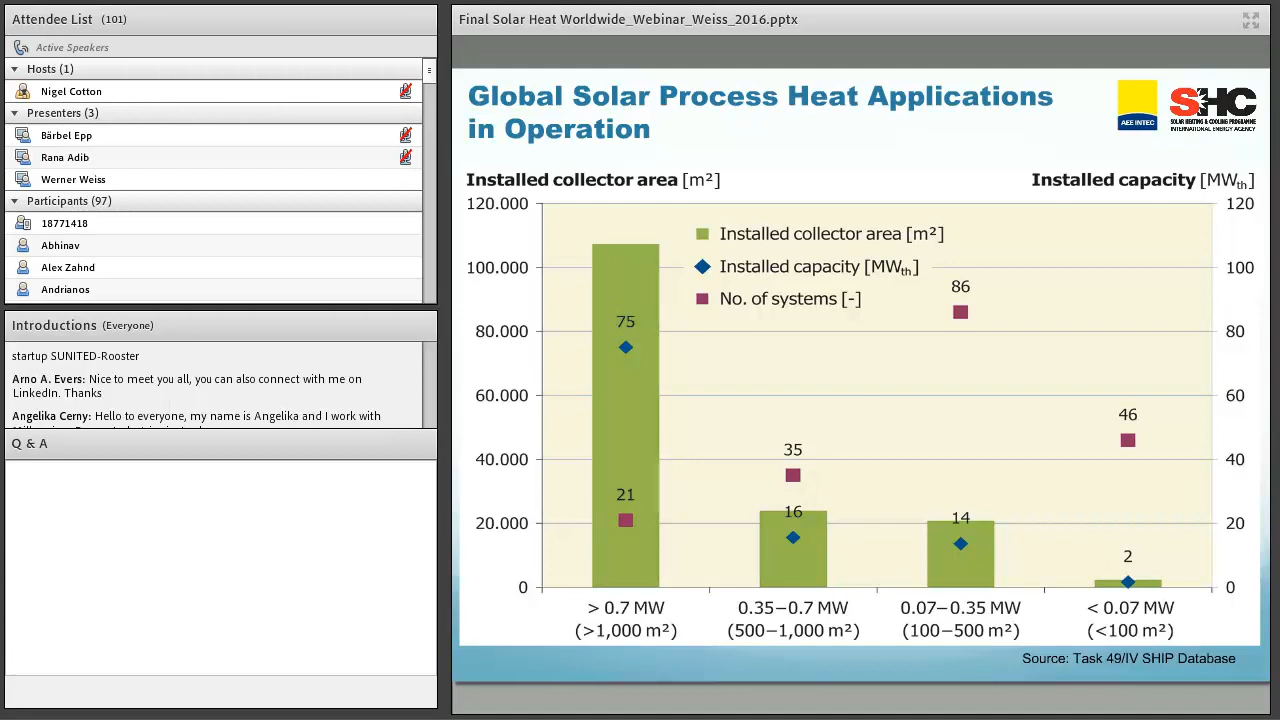 Attendee List (101)
Active Speakers
Hosts (1)
Nigel Cotton
Presenters (3)
Bärbel Epp
Rana Adib
Werner Weiss
Participants (97)
18771418
Abhinav
Alex Zahnd
Andrianos
Introductions (Everyone)
startup SUNITED-Rooster
Arno A. Evers: Nice to meet you all, you can also connect with me on
LinkedIn. Thanks
Angelika Cerny: Hello to everyone, my name is Angelika and I work with
Q & A
Final Solar Heat Worldwide_Webinar_Weiss_2016.pptx
Global Solar Process Heat Applications
in Operation
AEE INTEC
SHC
SOLAR HEATING & COOLING PROGRAMME
INTERNATIONAL ENERGY AGENCY
Installed collector area [m²]
Installed capacity [MWth]
120.000
100.000
80.000
60.000
40.000
20.000
0
Installed collector area [m²]
Installed capacity [MWth]
No. of systems [-]
75
21
35
16
86
14
46
2
120
100
80
60
40
20
0
> 0.7 MW
(>1,000 m²)
0.35–0.7 MW
(500–1,000 m²)
0.07–0.35 MW
(100–500 m²)
< 0.07 MW
(<100 m²)
Source: Task 49/IV SHIP Database